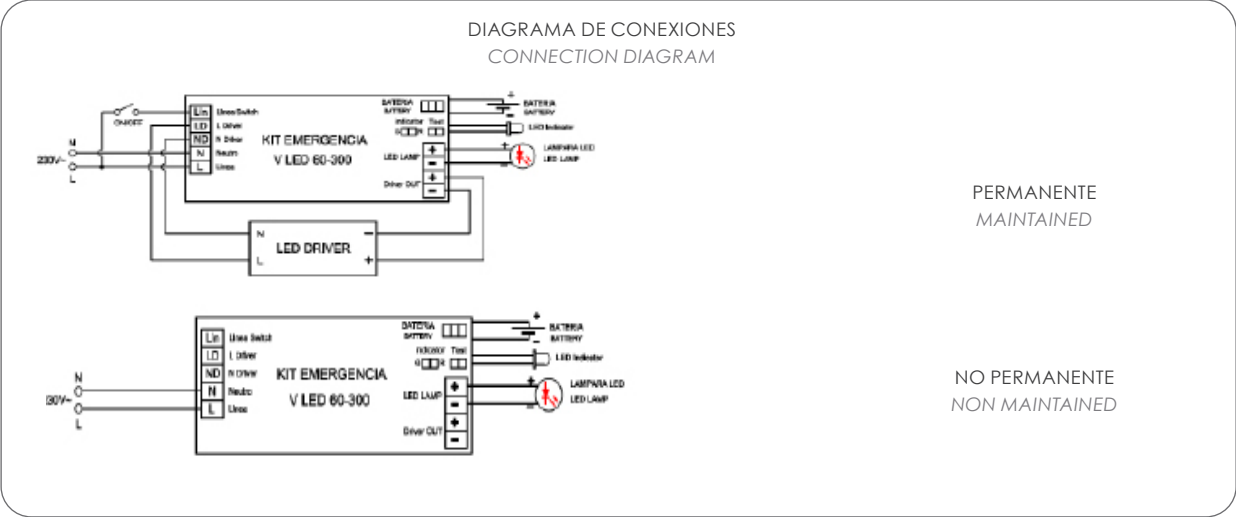 DIAGRAMA DE CONEXIONES
CONNECTION DIAGRAM
ON/OFF
N
230V~
L
Lin Linea Switch
LD L Driver
ND N Driver
N Neutro
L Linea
KIT EMERGENCIA
V LED 60-300
BATERIA
BATTERY
Indicator Test
G R
LED LAMP
+
-
Driver OUT
+
-
+
BATERIA
BATTERY
LED Indicator
+
-
LAMPARA LED
LED LAMP
N
L
LED DRIVER
-
+
PERMANENTE
MAINTAINED
N
30V~
L
Lin Linea Switch
LD L Driver
ND N Driver
N Neutro
L Linea
KIT EMERGENCIA
V LED 60-300
BATERIA
BATTERY
Indicator Test
G R
LED LAMP
+
-
Driver OUT
+
-
+
BATERIA
BATTERY
LED Indicator
+
-
LAMPARA LED
LED LAMP
NO PERMANENTE
NON MAINTAINED